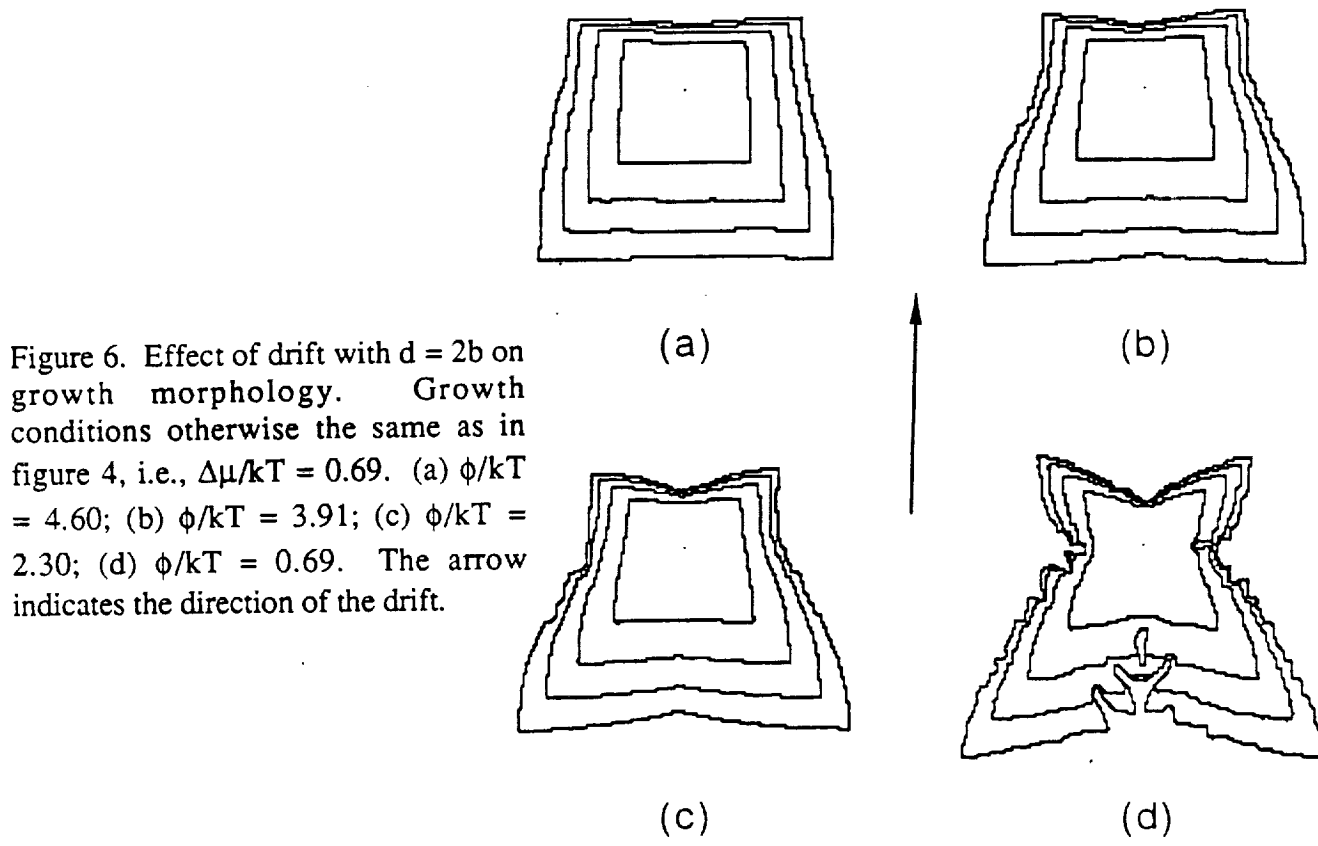 (a)
(b)
Figure 6. Effect of drift with d = 2b on
growth morphology. Growth
conditions otherwise the same as in
figure 4, i.e., Δμ/kT = 0.69. (a) ϕ/kT
= 4.60; (b) ϕ/kT = 3.91; (c) ϕ/kT =
2.30; (d) ϕ/kT = 0.69. The arrow
indicates the direction of the drift.
(c)
(d)